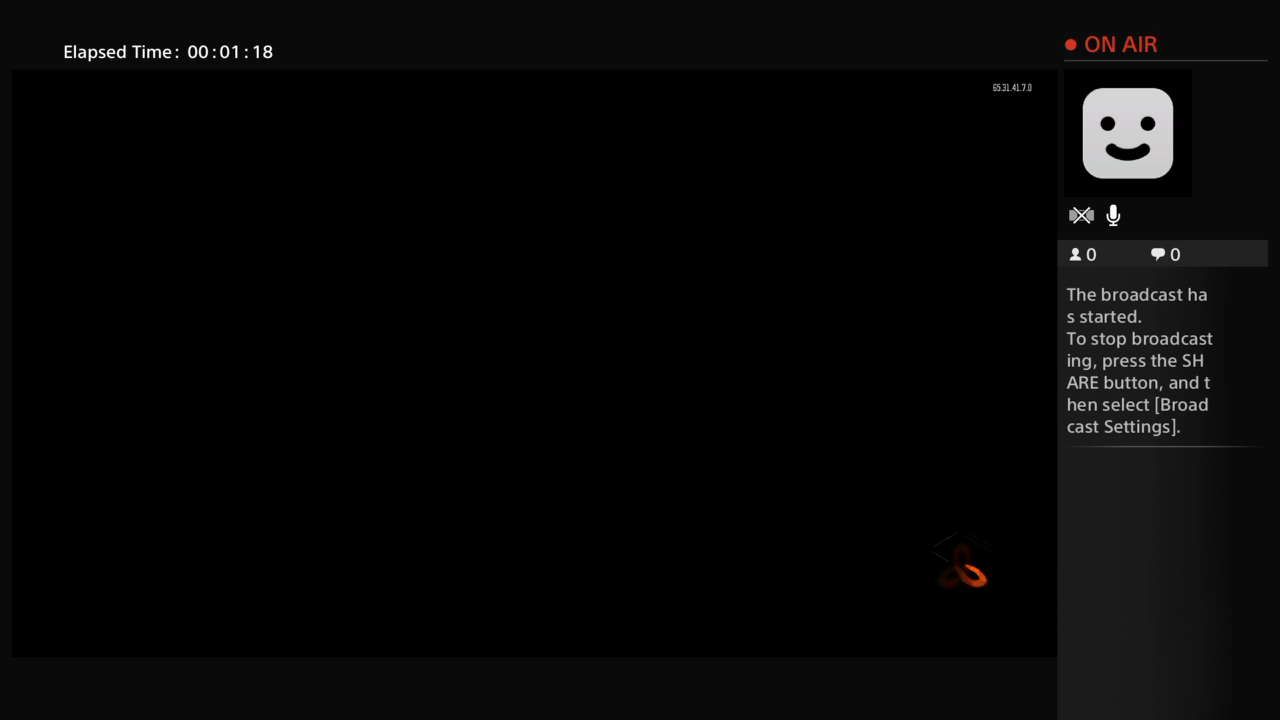 Elapsed Time: 00:01:18
ON AIR
65.31.41.7.0
0 0
The broadcast ha
s started.
To stop broadcast
ing, press the SH
ARE button, and t
hen select [Broad
cast Settings].